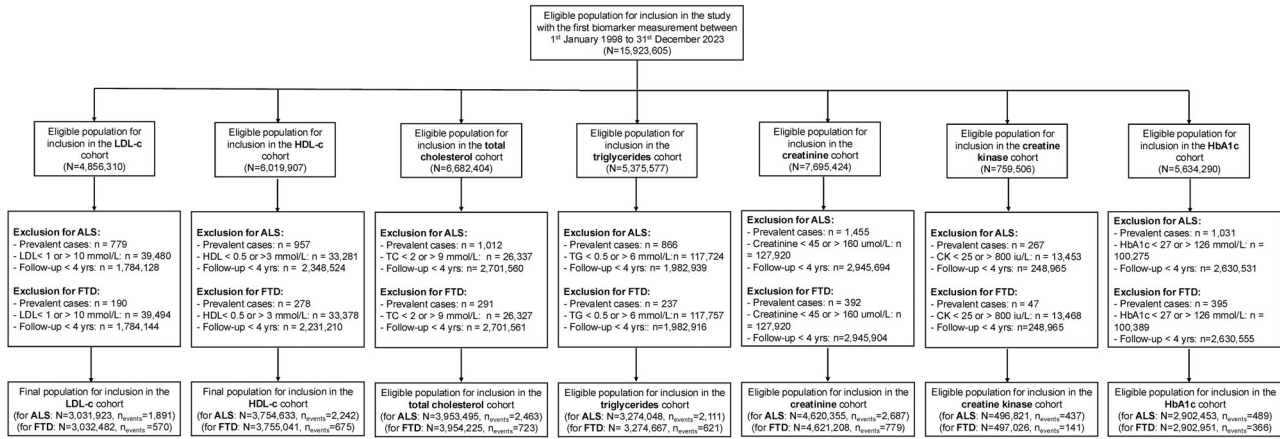 Eligible population for inclusion in the study
with the first biomarker measurement between
1st January 1998 to 31st December 2023
(N=15,923,605)
Eligible population for
inclusion in the LDL-c
cohort
(N=4,856,310)
Eligible population for
inclusion in the HDL-c
cohort
(N=6,019,907)
Eligible population for
inclusion in the total
cholesterol cohort
(N=6,682,404)
Eligible population for
inclusion in the
triglycerides cohort
(N=5,375,577)
Eligible population for
inclusion in the
creatinine cohort
(N=7,695,424)
Eligible population for
inclusion in the creatine
kinase cohort
(N=759,506)
Eligible population for
inclusion in the HbA1c
cohort
(N=5,634,290)
Exclusion for ALS:
- Prevalent cases: n = 779
- LDL< 1 or > 10 mmol/L: n = 39,480
- Follow-up < 4 yrs: n = 1,784,128
Exclusion for FTD:
- Prevalent cases: n = 190
- LDL< 1 or > 10 mmol/L: n = 39,494
- Follow-up < 4 yrs: n = 1,784,144
Exclusion for ALS:
- Prevalent cases: n = 957
- HDL < 0.5 or >3 mmol/L: n = 33,281
- Follow-up < 4 yrs: n = 2,348,524
Exclusion for FTD:
- Prevalent cases: n = 278
- HDL< 0.5 or > 3 mmol/L: n = 33,378
- Follow-up < 4 yrs: n = 2,231,210
Exclusion for ALS:
- Prevalent cases: n = 1,012
- TC < 2 or > 9 mmol/L: n = 26,337
- Follow-up < 4 yrs: n = 2,701,560
Exclusion for FTD:
- Prevalent cases: n = 291
- TC < 2 or > 9 mmol/L: n = 26,327
- Follow-up < 4 yrs:: n = 2,701,561
Exclusion for ALS:
- Prevalent cases: n = 866
- TG < 0.5 or > 6 mmol/L: n = 117,724
- Follow-up < 4 yrs: n = 1,982,939
Exclusion for FTD:
- Prevalent cases: n = 237
- TG < 0.5 or > 6 mmol/L: n = 117,757
- Follow-up < 4 yrs:: n=1,982,916
Exclusion for ALS:
- Prevalent cases: n = 1,455
- Creatinine < 45 or > 160 umol/L: n
= 127,920
- Follow-up < 4 yrs: n = 2,945,694
Exclusion for FTD:
- Prevalent cases: n = 392
- Creatinine < 45 or > 160 umol/L: n
= 127,920
- Follow-up < 4 yrs: n=2,945,904
Exclusion for ALS:
- Prevalent cases: n = 267
- CK < 25 or > 800 iu/L: n = 13,453
- Follow-up < 4 yrs: n = 248,965
Exclusion for FTD:
- Prevalent cases: n = 47
- CK < 25 or > 800 iu/L: n = 13,468
- Follow-up < 4 yrs: n=248,965
Exclusion for ALS:
- Prevalent cases: n = 1,031
- HbA1c < 27 or > 126 mmol/L: n =
100,275
- Follow-up < 4 yrs: n = 2,630,531
Exclusion for FTD:
- Prevalent cases: n = 395
- HbA1c < 27 or > 126 mmol/L: n =
100,389
- Follow-up < 4 yrs: n=2,630,555
Final population for inclusion in the
LDL-c cohort
(for ALS: N=3,031,923, nevents=1,891)
(for FTD: N=3,032,482, nevents=570)
Final population for inclusion in the
HDL-c cohort
(for ALS: N=3,754,633, nevents=2,242)
(for FTD: N=3,755,041, nevents=675)
Eligible population for inclusion in the
total cholesterol cohort
(for ALS: N=3,953,495, nevents=2,463)
(for FTD: N=3,954,225, nevents=723)
Eligible population for inclusion in the
triglycerides cohort
(for ALS: N=3,274,048, nevents=2,111)
(for FTD: N=3,274,667, nevents=621)
Eligible population for inclusion in the
creatinine cohort
(for ALS: N=4,620,355, nevents=2,687)
(for FTD: N=4,621,208, nevents=779)
Eligible population for inclusion in the
creatine kinase cohort
(for ALS: N=496,821, nevents=437)
(for FTD: N=497,026, nevents=141)
Eligible population for inclusion in the
HbA1c cohort
(for ALS: N=2,902,453, nevents=489)
(for FTD: N=2,902,951, nevents=366)